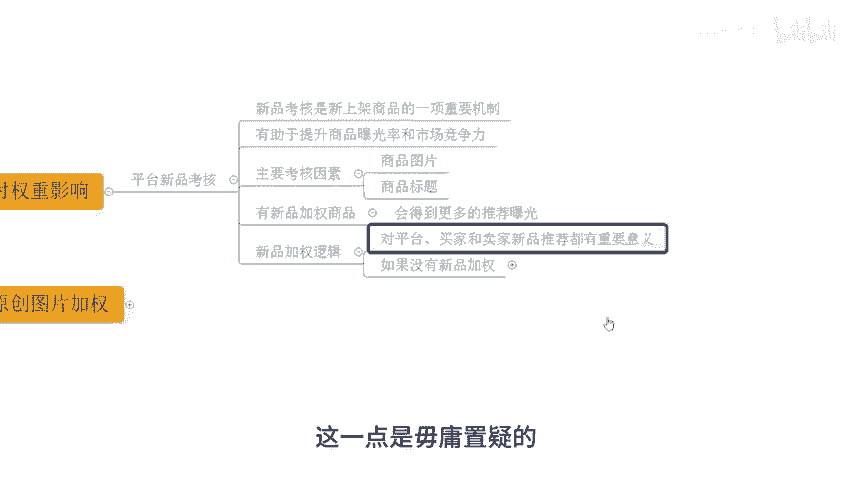 新品考核是新上架商品的一项重要机制
有助于提升商品曝光率和市场竞争力
商品图片
主要考核因素
商品标题
平台新品考核
权重影响
有新品加权商品
会得到更多的推荐曝光
对平台、买家和卖家新品推荐都有重要意义
新品加权逻辑
如果没有新品加权
原创图片加权
这一点是毋庸置疑的